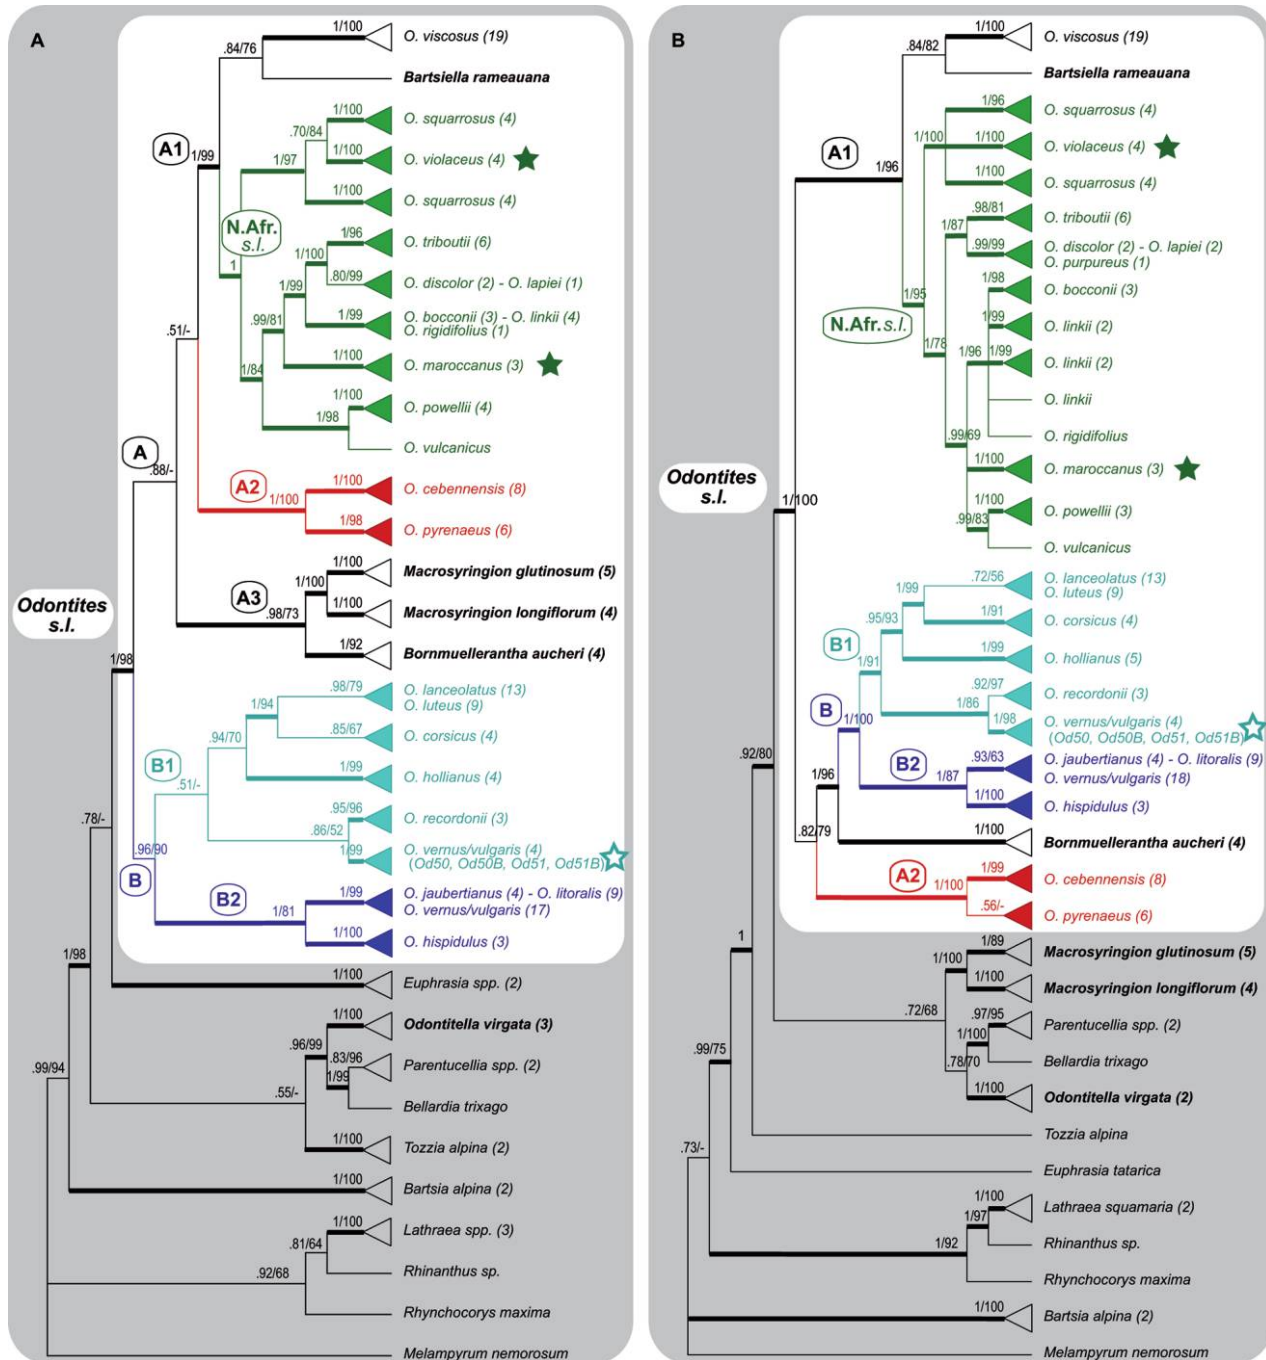 A
1/100
O. viscosus (19)
.84/76
Bartsiella rameauana
1/100
O. squarrosus (4)
.70/84
A1
1/99
1/97
1/100
O. violaceus (4)
1/100
O. squarrosus (4)
N.Afr.
s.l.
1
1/96
O. triboutii (6)
1/100
.80/99
O. discolor (2) - O. lapiei (1)
1/99
1/99
O. bocconii (3) - O. linkii (4)
O. rigidifolius (1)
.99/81
.51/-
1/100
O. maroccanus (3)
1/84
1/100
O. powellii (4)
1/98
O. vulcanicus
A
.88/-
A2
1/100
1/100
O. cebennensis (8)
1/98
O. pyrenaeus (6)
1/100
Macrosyringion glutinosum (5)
1/100
A3
.98/73
1/100
Macrosyringion longiflorum (4)
Odontites
s.l.
1/92
Bornmuellerantha aucheri (4)
1/98
.98/79
O. lanceolatus (13)
O. luteus (9)
1/94
.85/67
O. corsicus (4)
.94/70
B1
.51/-
1/99
O. hollianus (4)
.95/96
O. recordonii (3)
.86/52
.78/-
1/99
O. vernus/vulgaris (4)
(Od50, Od50B, Od51, Od51B)
.96/90
B
B2
1/81
1/99
O. jaubertianus (4) - O. litoralis (9)
O. vernus/vulgaris (17)
1/100
O. hispidulus (3)
1/98
1/100
Euphrasia spp. (2)
1/100
Odontitella virgata (3)
.96/99
.83/96
Parentucellia spp. (2)
1/99
.99/94
.55/-
Bellardia trixago
1/100
Tozzia alpina (2)
1/100
Bartsia alpina (2)
1/100
Lathraea spp. (3)
.81/64
.92/68
Rhinanthus sp.
Rhynchocorys maxima
Melampyrum nemorosum
B
1/100
O. viscosus (19)
.84/82
Bartsiella rameauana
1/96
O. squarrosus (4)
1/100
1/100
O. violaceus (4)
A1
1/96
O. squarrosus (4)
1/100
.98/81
O. triboutii (6)
1/87
.99/99
O. discolor (2) - O. lapiei (2)
O. purpureus (1)
1/98
O. bocconii (3)
1/95
N.Afr. s.l.
1/99
O. linkii (2)
1/78
1/96
1/99
O. linkii (2)
O. linkii
.99/69
O. rigidifolius
Odontites
s.l.
1/100
1/100
O. maroccanus (3)
1/100
O. powellii (3)
.99/83
O. vulcanicus
.72/56
O. lanceolatus (13)
O. luteus (9)
1/99
1/91
O. corsicus (4)
.95/93
B1
1/91
1/99
O. hollianus (5)
.92/97
O. recordonii (3)
1/86
B
1/100
1/98
O. vernus/vulgaris (4)
(Od50, Od50B, Od51, Od51B)
.92/80
B2
1/87
.93/63
O. jaubertianus (4) - O. litoralis (9)
O. vernus/vulgaris (18)
1/96
1/100
O. hispidulus (3)
.82/79
1/100
Bornmuellerantha aucheri (4)
A2
1/100
1/99
O. cebennensis (8)
.56/-
O. pyrenaeus (6)
1
1/89
Macrosyringion glutinosum (5)
1/100
1/100
Macrosyringion longiflorum (4)
.72/68
.97/95
Parentucellia spp. (2)
1/100
.78/70
Bellardia trixago
.99/75
1/100
Odontitella virgata (2)
Tozzia alpina
.73/-
Euphrasia tatarica
1/100
Lathraea squamaria (2)
1/97
1/92
Rhinanthus sp.
Rhynchocorys maxima
1/100
Bartsia alpina (2)
Melampyrum nemorosum